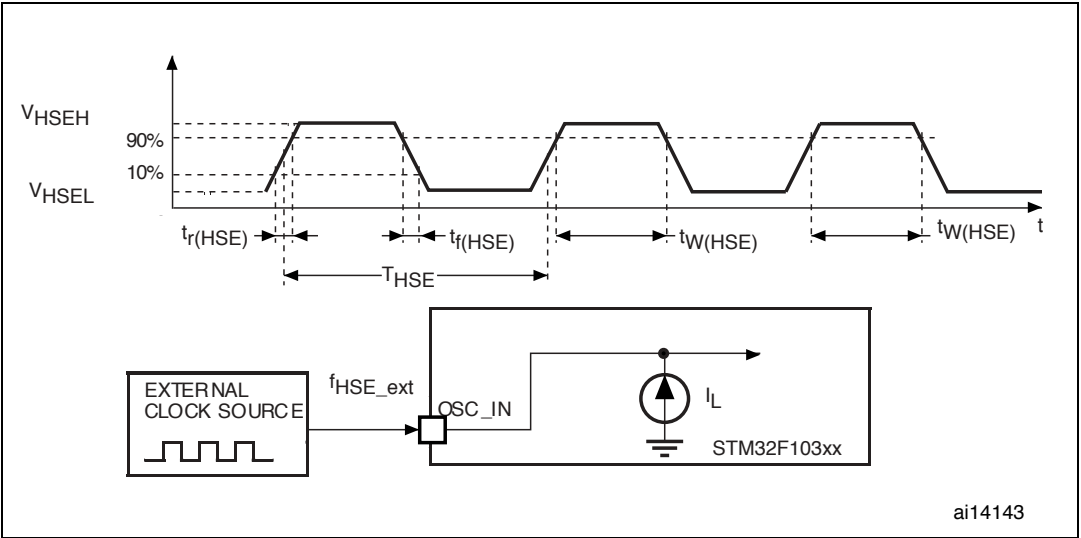 VHSEH
90%
10%
VHSEL
tr(HSE)
tf(HSE)
tW(HSE)
tW(HSE)
t
THSE
EXTERNAL
CLOCK SOURCE
fHSE_ext
OSC_IN
IL
STM32F103xx
ai14143